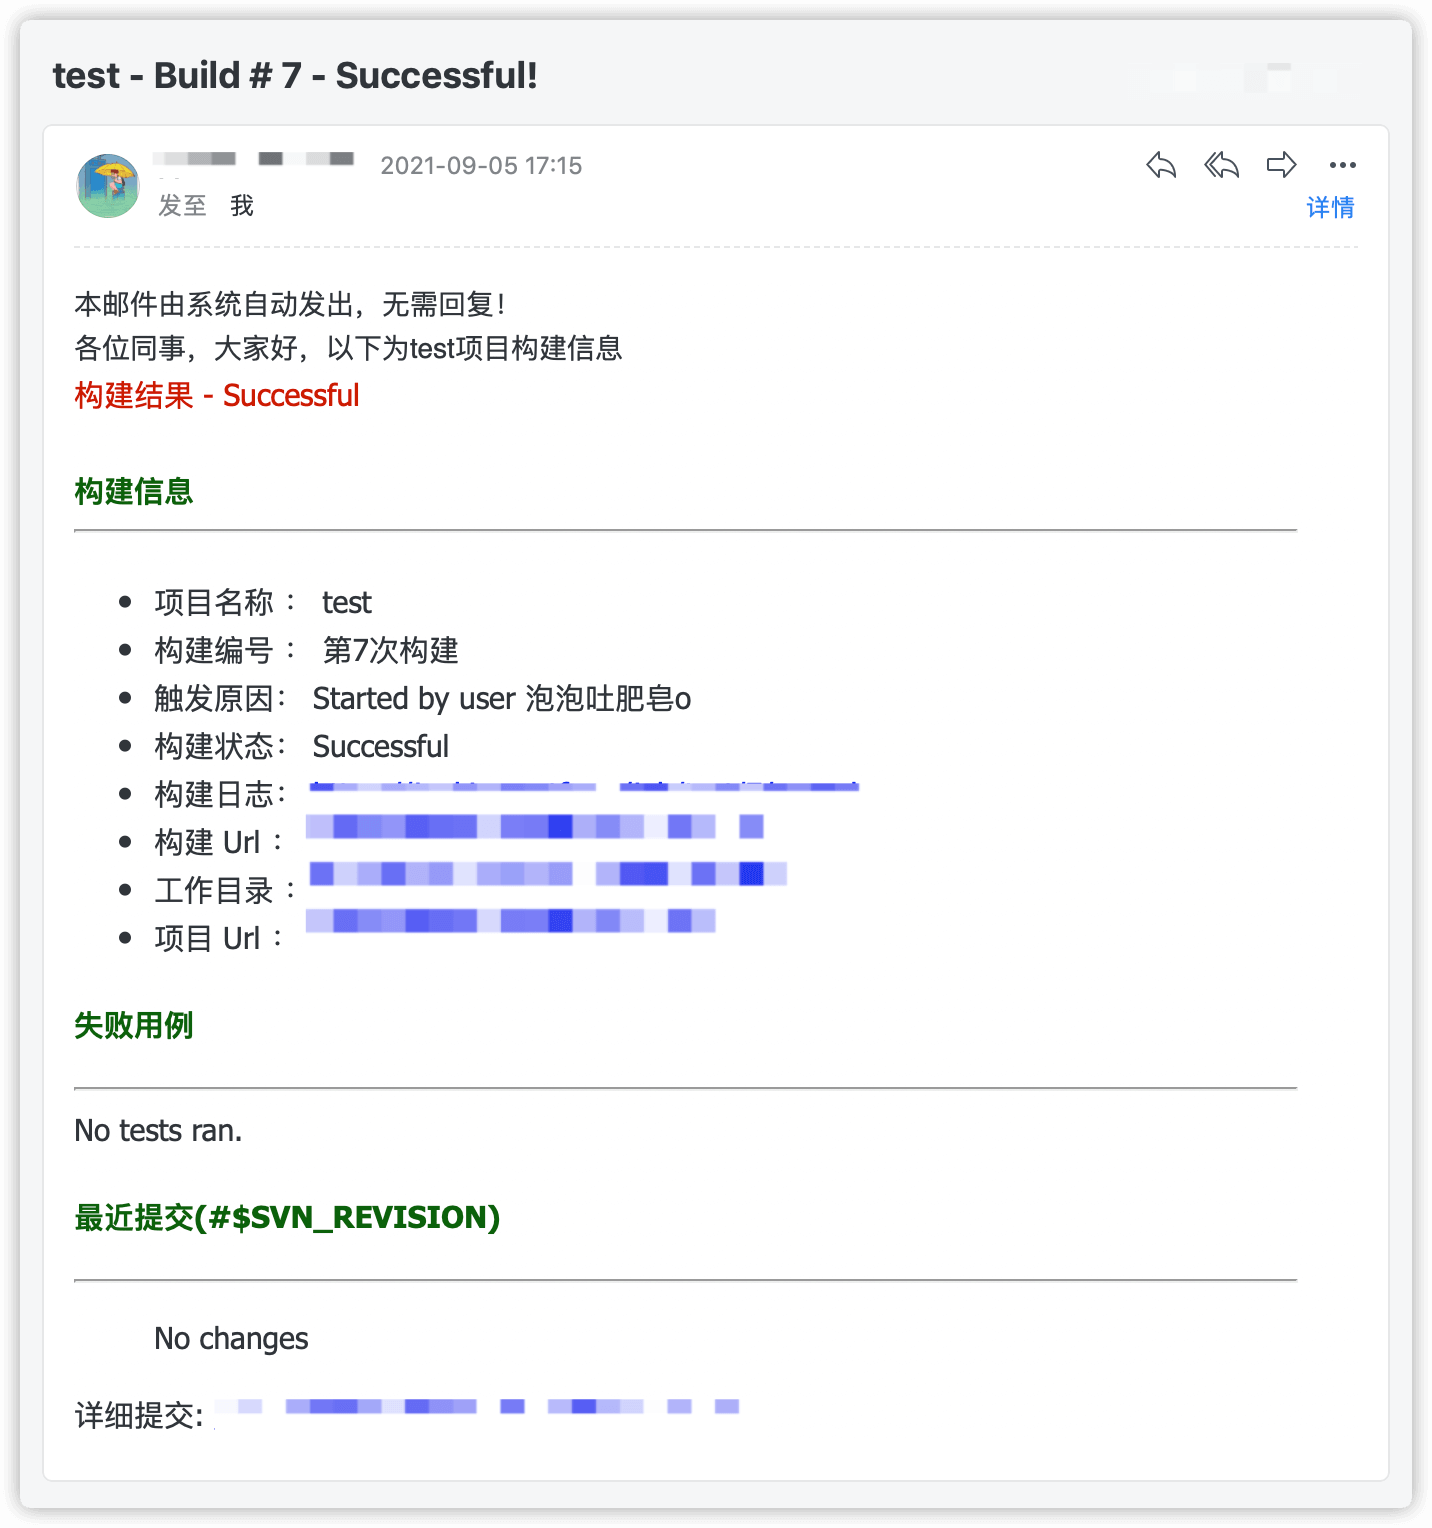 test - Build # 7 - Successful!
2021-09-05 17:15
发至 我
详情
本邮件由系统自动发出，无需回复！
各位同事，大家好，以下为test项目构建信息
构建结果 - Successful
构建信息
项目名称： test
构建编号： 第7次构建
触发原因： Started by user 泡泡吐肥皂o
构建状态： Successful
构建日志：
构建 Url：
工作目录：
项目 Url：
失败用例
No tests ran.
最近提交(#$SVN_REVISION)
No changes
详细提交: